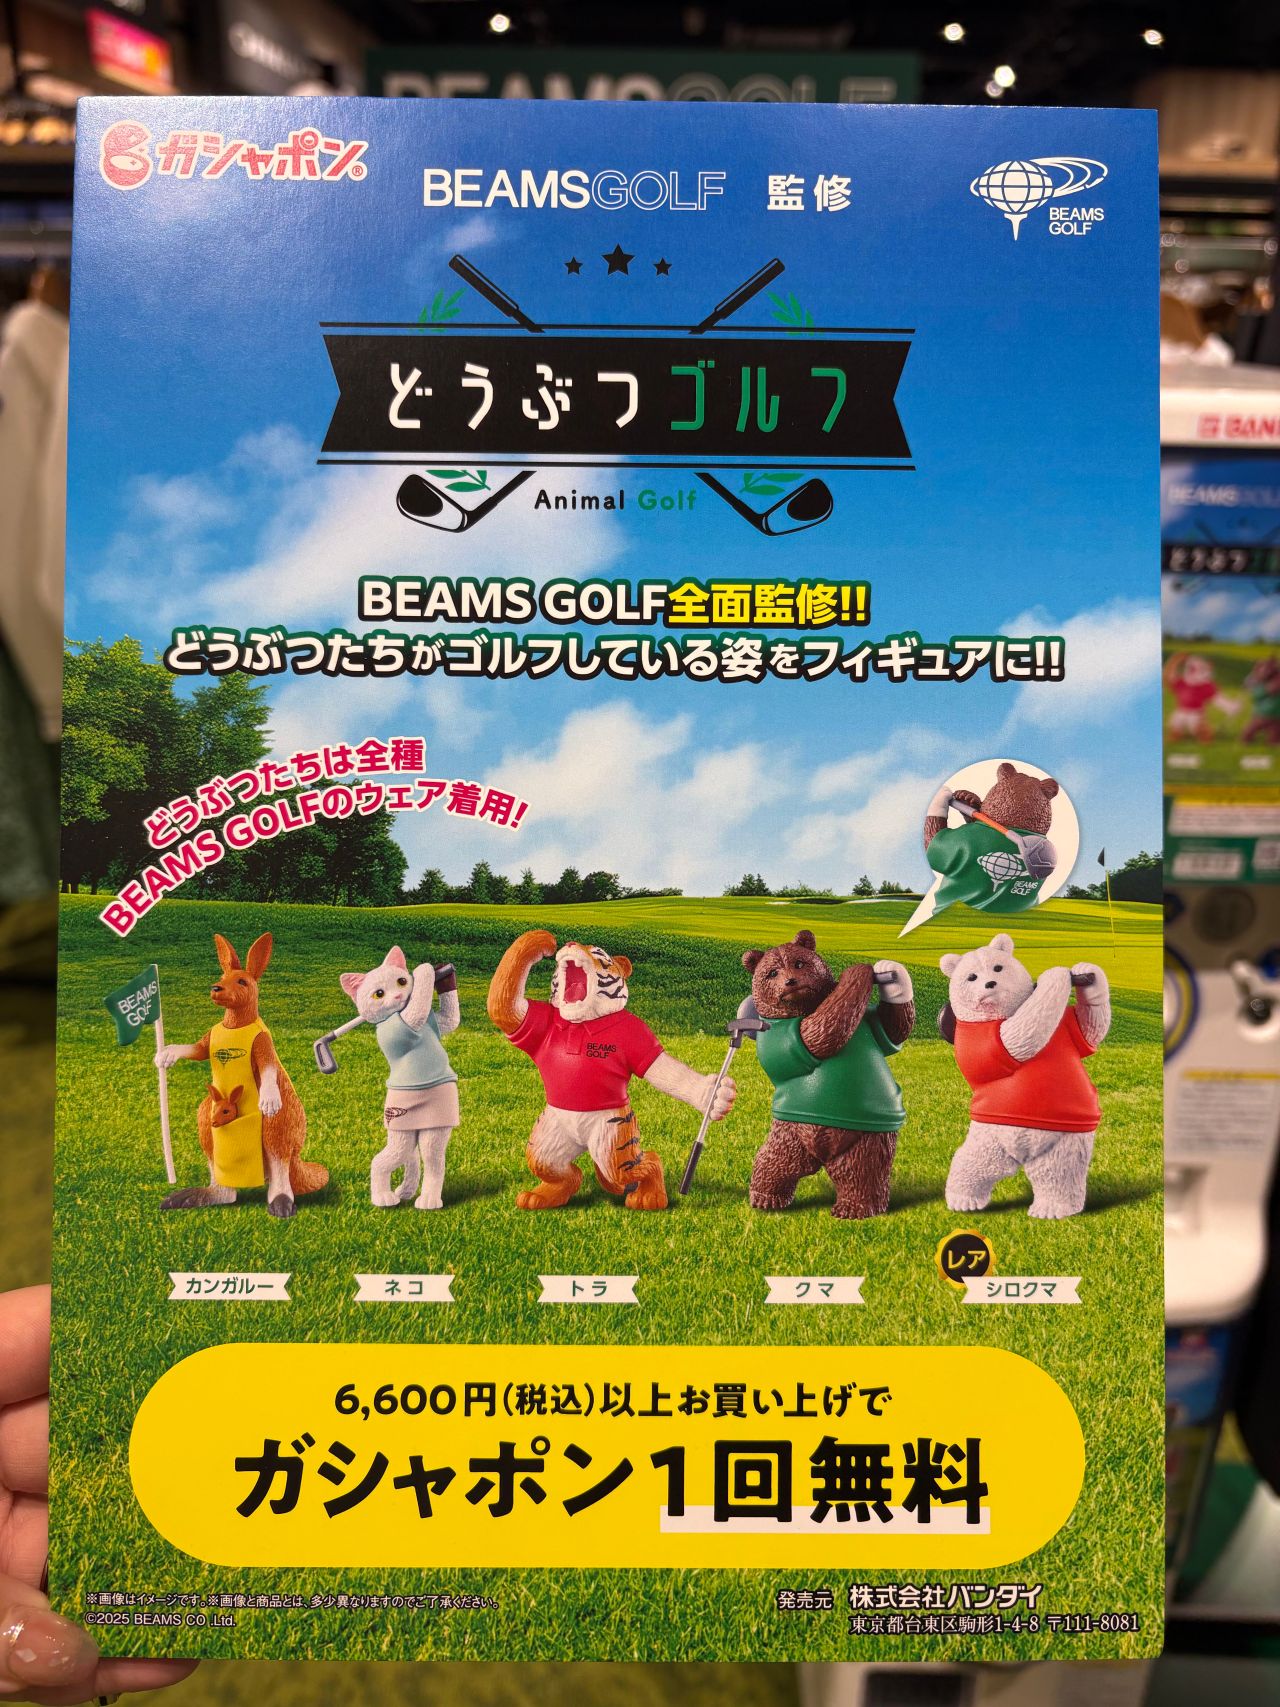 BEAMSGOLF
ガシャポン®
BEAMSGOLF 監修
BEAMS
GOLF
どうぶつゴルフ
Animal Golf
BEAMS GOLF全面監修!!
どうぶつたちがゴルフしている姿をフィギュアに!!
どうぶつたちは全種
BEAMS GOLFのウェア着用!
BEAMS
GOLF
BEAMS
GOLF
BEAMS
GOLF
カンガルー
ネコ
トラ
クマ
レア
シロクマ
6,600円(税込)以上お買い上げで
ガシャポン1回無料
※画像はイメージです。※画像と商品とは、多少異なりますのでご了承ください。
©2025 BEAMS CO .Ltd.
発売元 株式会社バンダイ
東京都台東区駒形1-4-8 〒111-8081
BAN
BEAMSGOL
どうぶつ